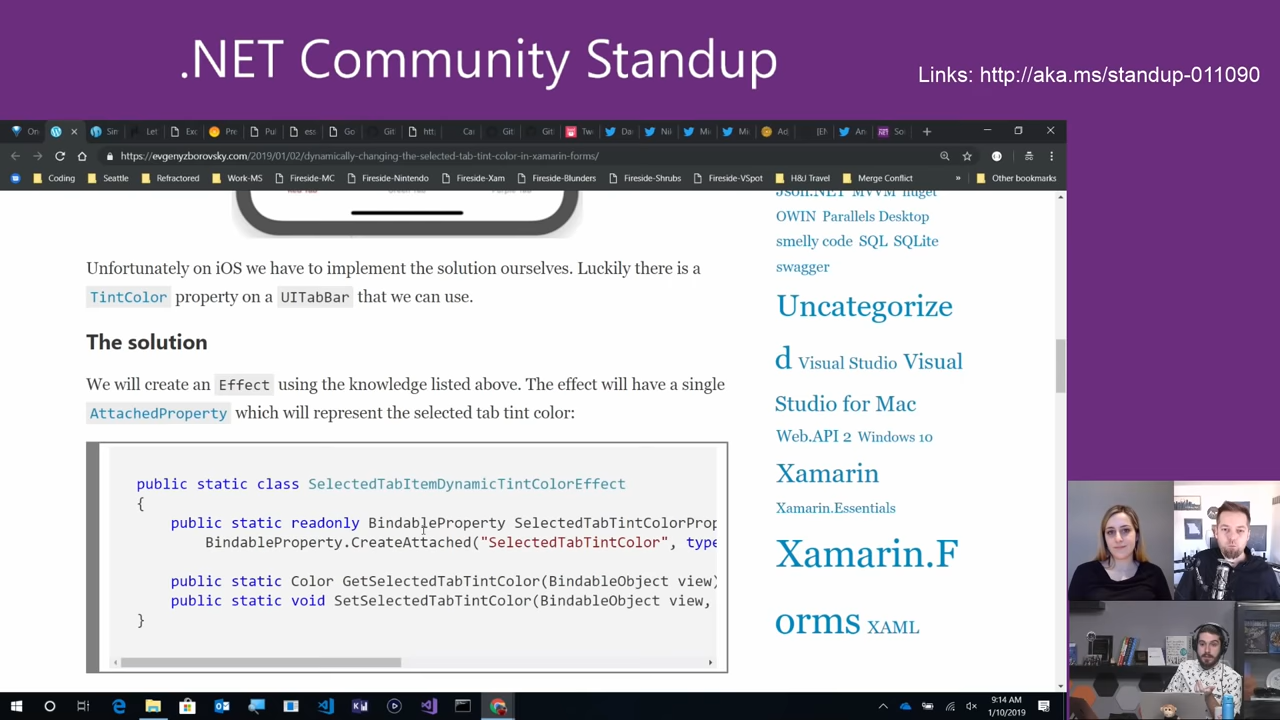 .NET Community Standup
Links: http://aka.ms/standup-011090
https://evgenyzborovsky.com/2019/01/02/dynamically-changing-the-selected-tab-tint-color-in-xamarin-forms/
Coding Seattle Refractored Work-MS Fireside-MC Fireside-Nintendo Fireside-Xam Fireside-Blunders Fireside-Shrubs Fireside-VSpot H&J Travel Merge Conflict » Other bookmarks
Unfortunately on iOS we have to implement the solution ourselves. Luckily there is a
TintColor property on a UITabBar that we can use.
The solution
We will create an Effect using the knowledge listed above. The effect will have a single
AttachedProperty which will represent the selected tab tint color:
public static class SelectedTabItemDynamicTintColorEffect
{
public static readonly BindableProperty SelectedTabTintColorProp
BindableProperty.CreateAttached("SelectedTabTintColor", type
public static Color GetSelectedTabTintColor(BindableObject view)
public static void SetSelectedTabTintColor(BindableObject view,
}
Json.NET MVVM nuget
OWIN Parallels Desktop
smelly code SQL SQLite
swagger
Uncategorize
d Visual Studio Visual
Studio for Mac
Web.API 2 Windows 10
Xamarin
Xamarin.Essentials
Xamarin.F
orms XAML
9:14 AM
1/10/2019